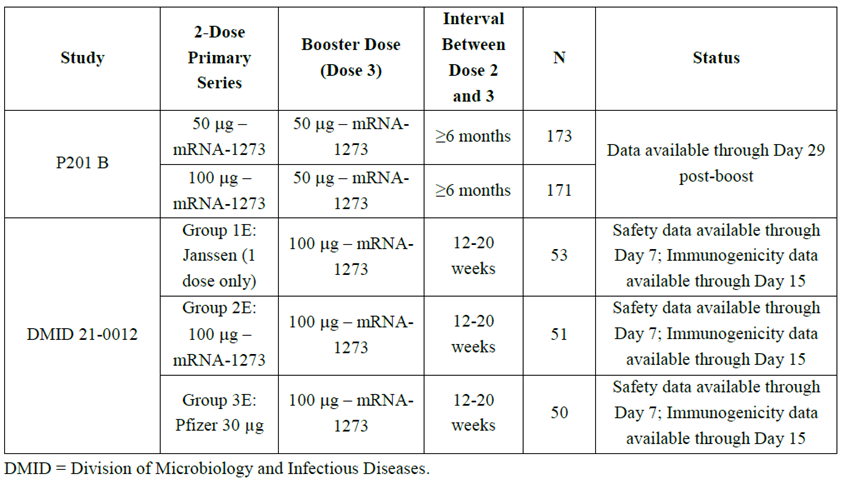 Study
2-Dose
Primary
Series
Booster Dose
(Dose 3)
Interval
Between
Dose 2
and 3
N
Status
P201 B
50 µg –
mRNA-1273
50 µg – mRNA-
1273
≥6 months
173
Data available through Day 29
post-boost
100 µg –
mRNA-1273
50 µg – mRNA-
1273
≥6 months
171
DMID 21-0012
Group 1E:
Janssen (1
dose only)
100 µg – mRNA-
1273
12-20
weeks
53
Safety data available through
Day 7; Immunogenicity data
available through Day 15
Group 2E:
100 µg –
mRNA-1273
100 µg – mRNA-
1273
12-20
weeks
51
Safety data available through
Day 7; Immunogenicity data
available through Day 15
Group 3E:
Pfizer 30 µg
100 µg – mRNA-
1273
12-20
weeks
50
Safety data available through
Day 7; Immunogenicity data
available through Day 15
DMID = Division of Microbiology and Infectious Diseases.